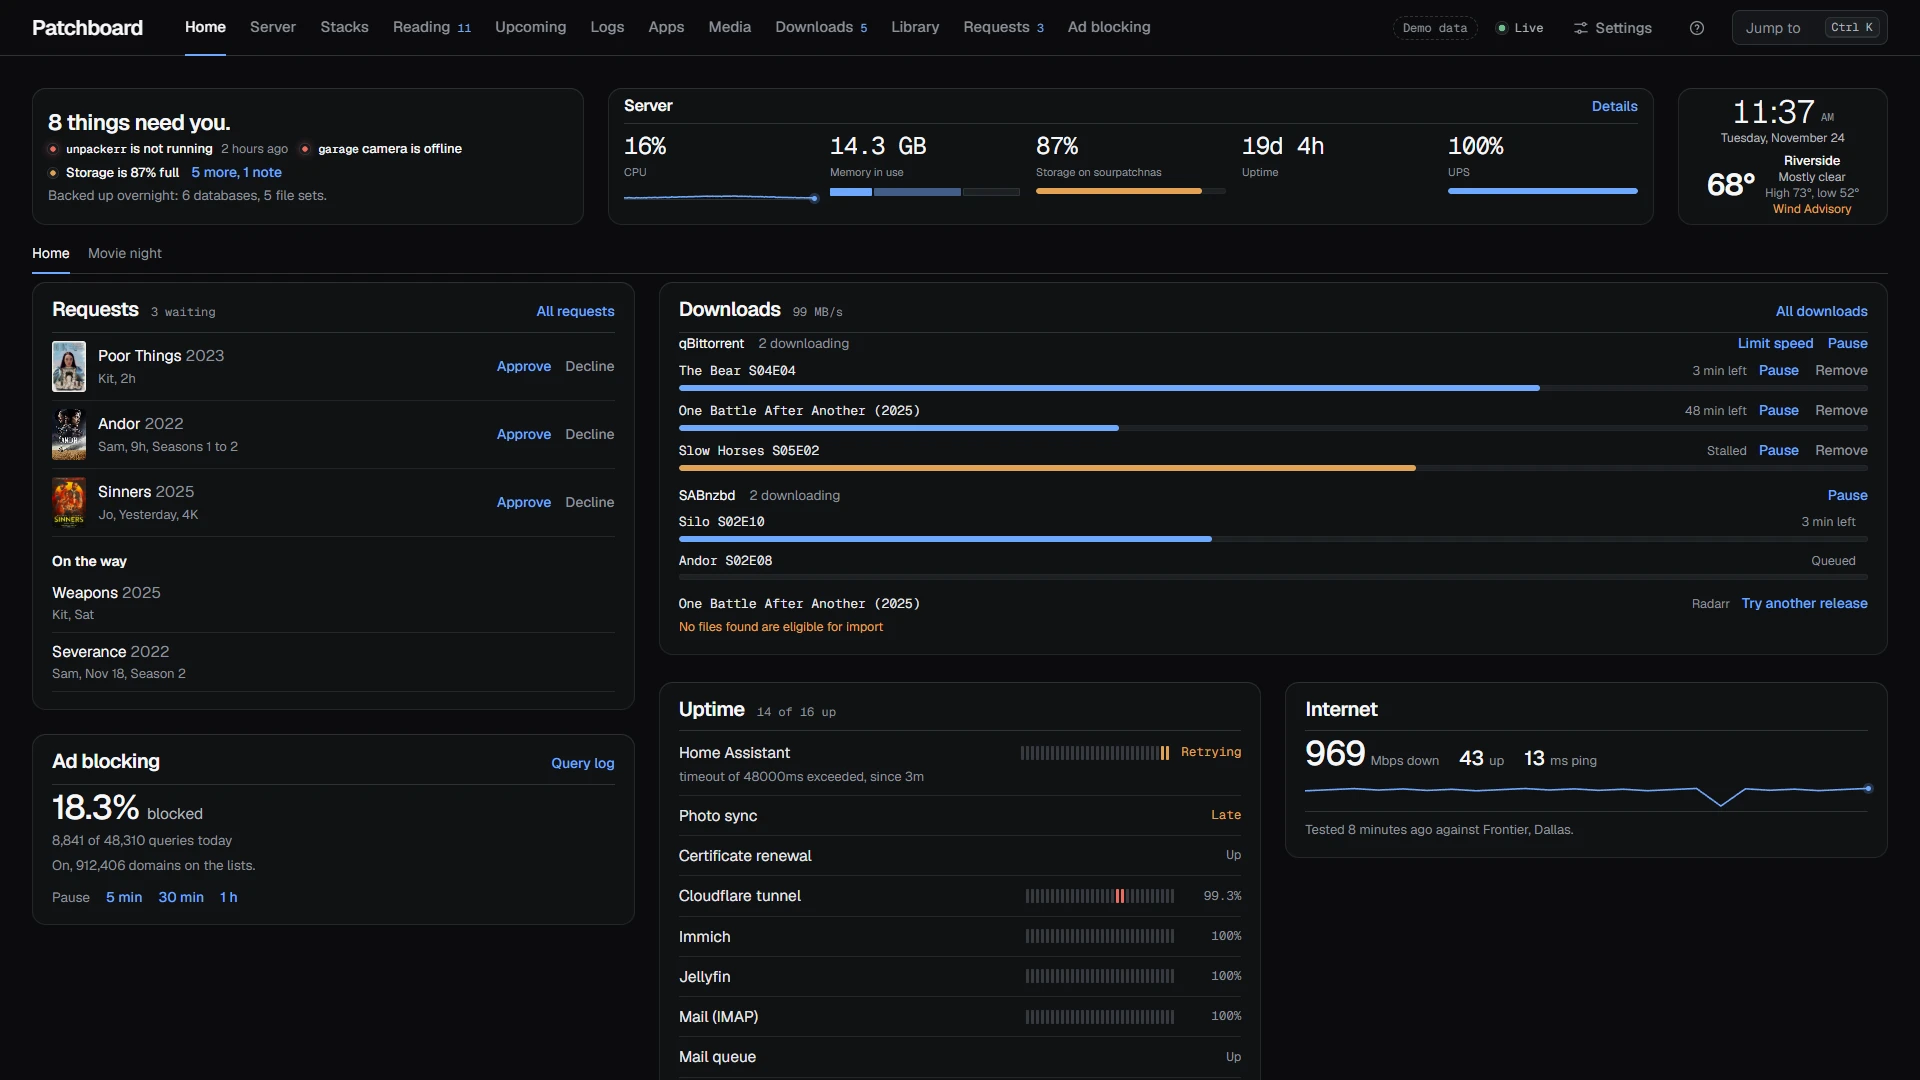 Patchboard
Home
Server
Stacks
Reading 11
Upcoming
Logs
Apps
Media
Downloads 5
Library
Requests 3
Ad blocking
Demo data
Live
Settings
Jump to
Ctrl K
8 things need you.
unpackerr is not running 2 hours ago garage camera is offline
Storage is 87% full 5 more, 1 note
Backed up overnight: 6 databases, 5 file sets.
Server
Details
16%
CPU
14.3 GB
Memory in use
87%
Storage on sourpatchnas
19d 4h
Uptime
100%
UPS
11:37 AM
Tuesday, November 24
68°
Riverside
Mostly clear
High 73°, low 52°
Wind Advisory
Home
Movie night
Requests 3 waiting
All requests
Poor Things 2023
Kit, 2h
Approve Decline
Andor 2022
Sam, 9h, Seasons 1 to 2
Approve Decline
SINNERS
Sinners 2025
Jo, Yesterday, 4K
Approve Decline
On the way
Weapons 2025
Kit, Sat
Severance 2022
Sam, Nov 18, Season 2
Ad blocking
Query log
18.3% blocked
8,841 of 48,310 queries today
On, 912,406 domains on the lists.
Pause 5 min 30 min 1 h
Downloads 99 MB/s
All downloads
qBittorrent 2 downloading
Limit speed Pause
The Bear S04E04
3 min left Pause Remove
One Battle After Another (2025)
48 min left Pause Remove
Slow Horses S05E02
Stalled Pause Remove
SABnzbd 2 downloading
Pause
Silo S02E10
3 min left
Andor S02E08
Queued
One Battle After Another (2025)
Radarr Try another release
No files found are eligible for import
Uptime 14 of 16 up
Home Assistant
Retrying
timeout of 48000ms exceeded, since 3m
Photo sync
Late
Certificate renewal
Up
Cloudflare tunnel
99.3%
Immich
100%
Jellyfin
100%
Mail (IMAP)
100%
Mail queue
Up
Internet
969 Mbps down 43 up 13 ms ping
Tested 8 minutes ago against Frontier, Dallas.